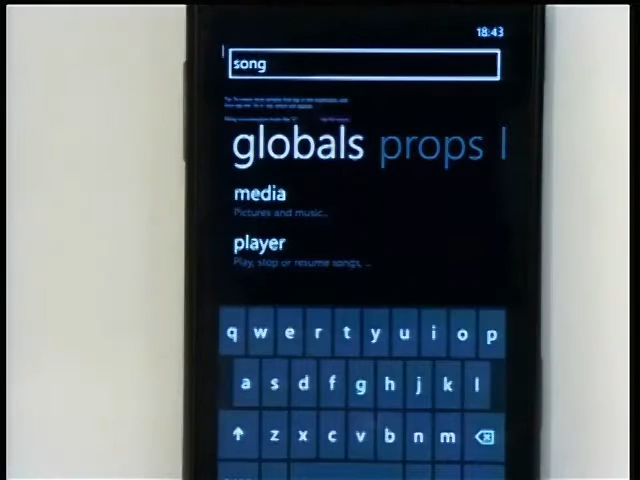 18:43
song
globals props l
media
Pictures and music...
player
Play, stop or resume songs, ...
q w e r t y u i o p
a s d f g h j k l
z x c v b n m